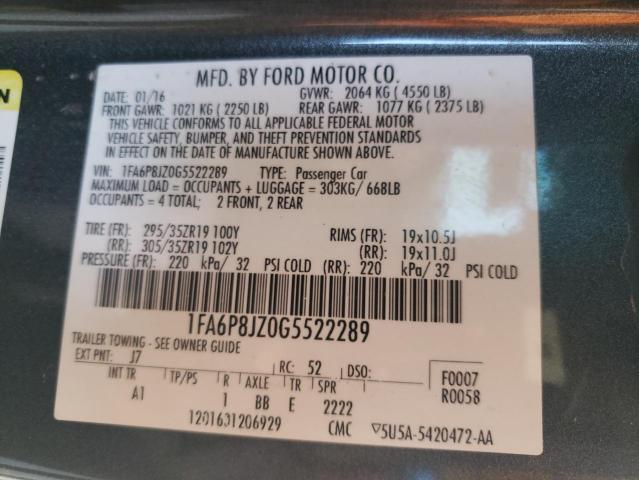 N
MFD. BY FORD MOTOR CO.
DATE: 01/16 GVWR: 2064 KG ( 4550 LB)
FRONT GAWR: 1021 KG ( 2250 LB) REAR GAWR: 1077 KG ( 2375 LB)
THIS VEHICLE CONFORMS TO ALL APPLICABLE FEDERAL MOTOR
VEHICLE SAFETY, BUMPER, AND THEFT PREVENTION STANDARDS
IN EFFECT ON THE DATE OF MANUFACTURE SHOWN ABOVE.
VIN: 1FA6P8JZ0G5522289 TYPE: Passenger Car
MAXIMUM LOAD = OCCUPANTS + LUGGAGE = 303KG/ 668LB
OCCUPANTS = 4 TOTAL; 2 FRONT, 2 REAR
TIRE (FR): 295/35ZR19 100Y RIMS (FR): 19x10.5J
(RR): 305/35ZR19 102Y (RR): 19x11.0J
PRESSURE (FR): 220 kPa/ 32 PSI COLD (RR): 220 kPa/ 32 PSI COLD
1FA6P8JZ0G5522289
TRAILER TOWING - SEE OWNER GUIDE
EXT PNT: J7 RC: 52 DSO: F0007
INT TR TP/PS R AXLE TR SPR R0058
A1 1 BB E 2222
1201631206929 CMC ▽5U5A-5420472-AA